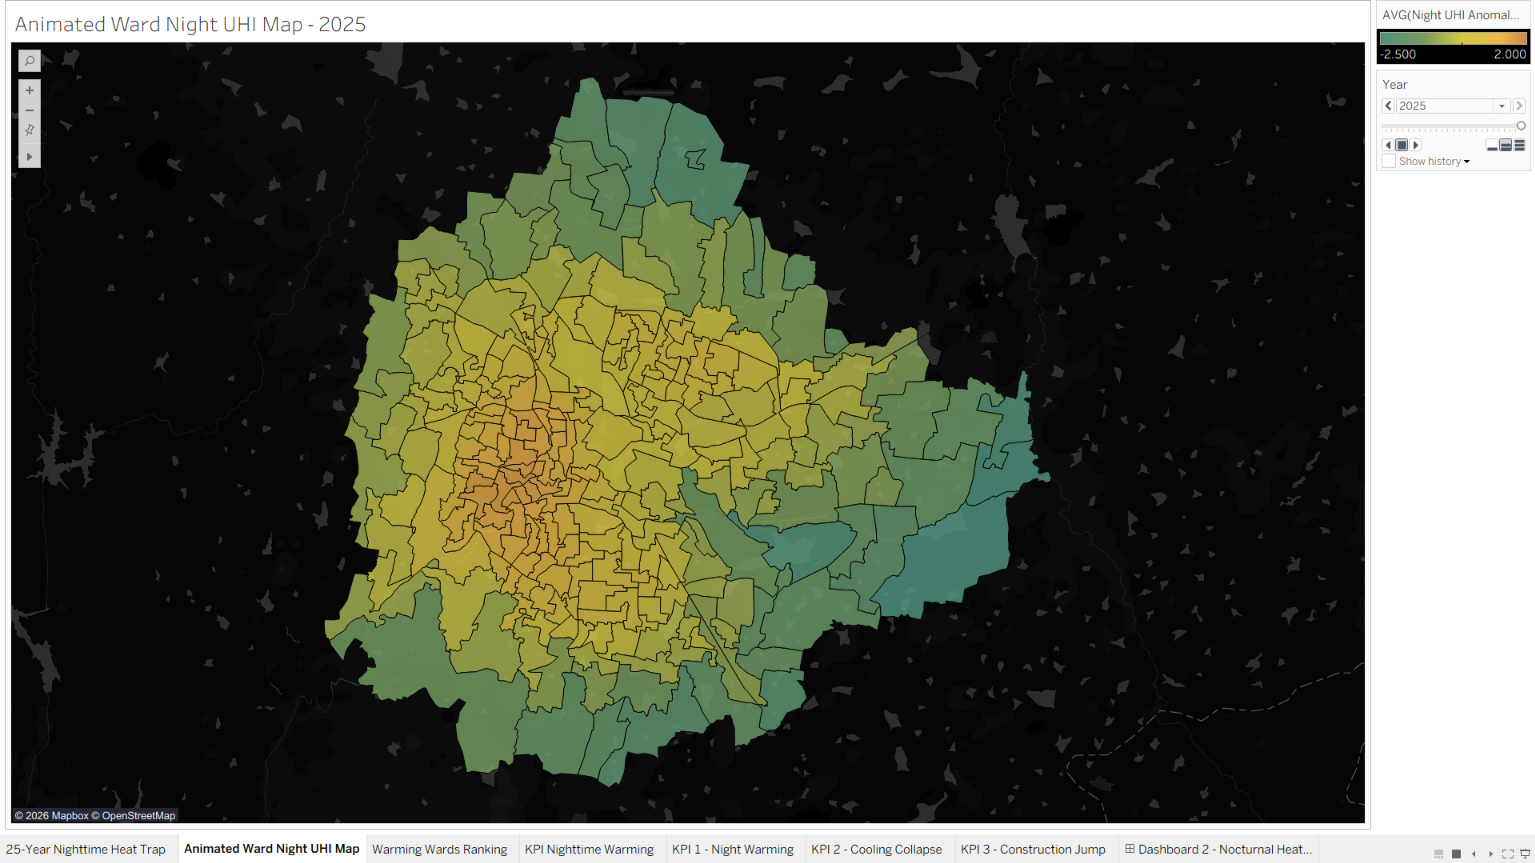 Animated Ward Night UHI Map - 2025
AVG(Night UHI Anomal...
-2.500 2.000
Year
2025
Show history
© 2026 Mapbox © OpenStreetMap
25-Year Nighttime Heat Trap
Animated Ward Night UHI Map
Warming Wards Ranking
KPI Nighttime Warming
KPI 1 - Night Warming
KPI 2 - Cooling Collapse
KPI 3 - Construction Jump
Dashboard 2 - Nocturnal Heat...